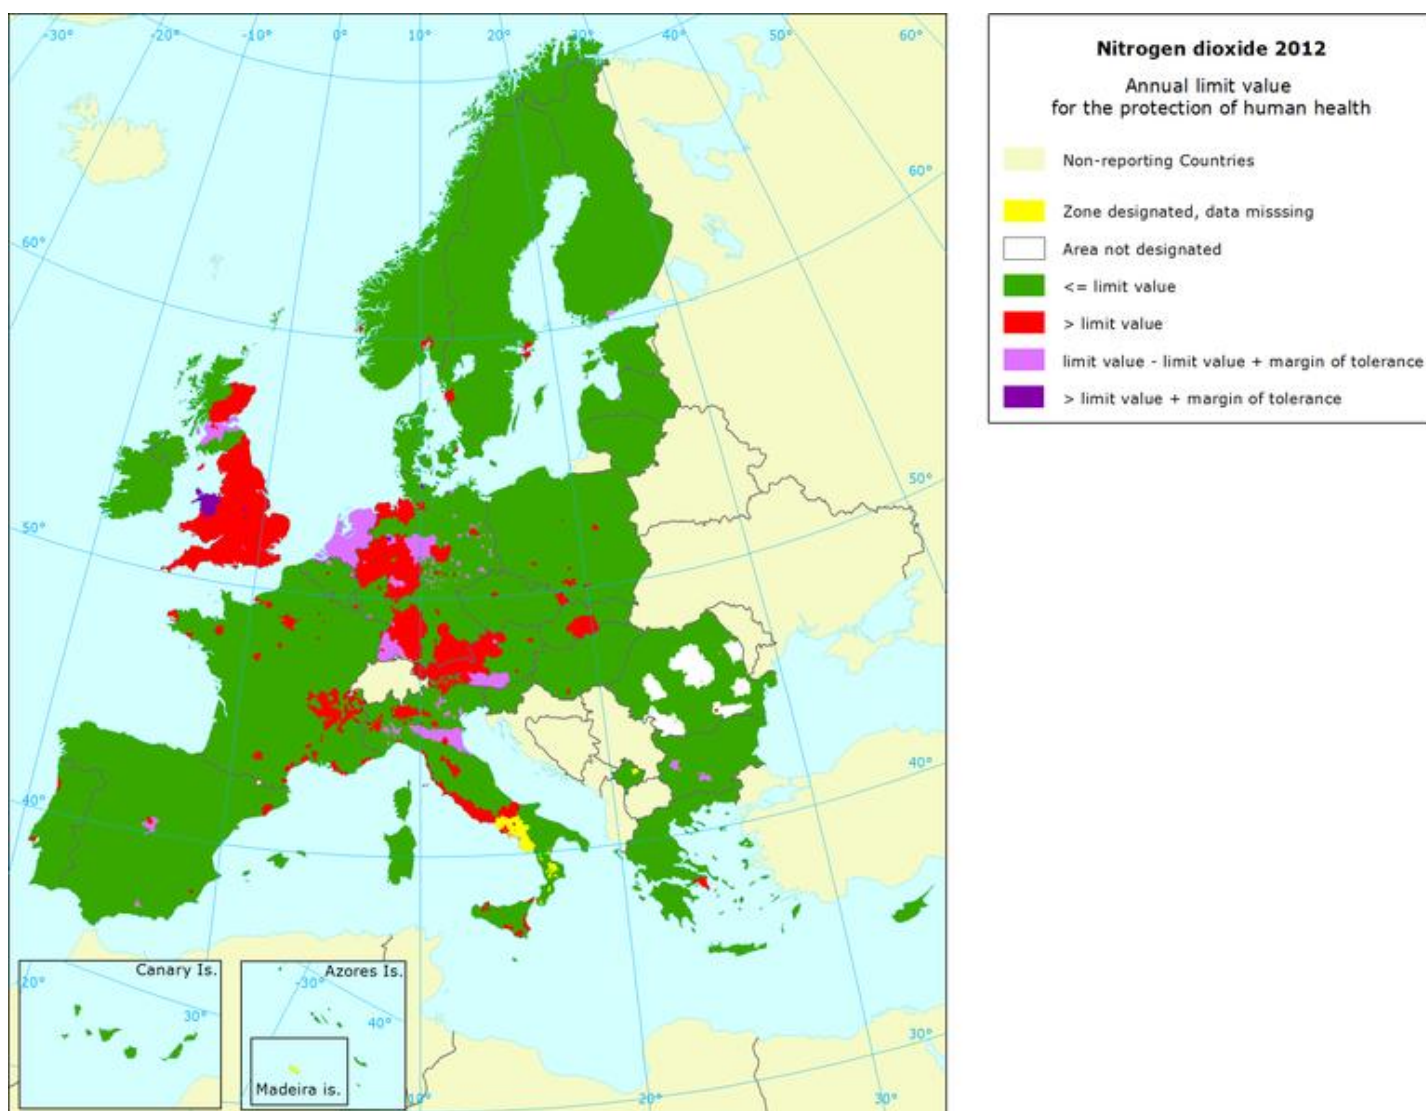 -30° -20° -10° 0° 10° 20° 30° 40° 50° 60°
60°
60°
50°
50°
40°
40°
Canary Is.
Azores Is.
-20°
-30°
30°
40°
30°
Madeira is.
10°
20°
30°
Nitrogen dioxide 2012
Annual limit value
for the protection of human health
Non-reporting Countries
Zone designated, data misssing
Area not designated
<= limit value
> limit value
limit value - limit value + margin of tolerance
> limit value + margin of tolerance